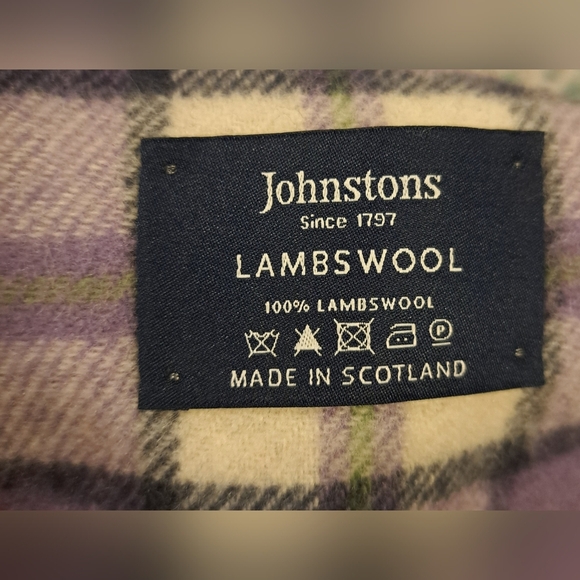 Johnstons
Since 1797
LAMBSWOOL
100% LAMBSWOOL
P
MADE IN SCOTLAND